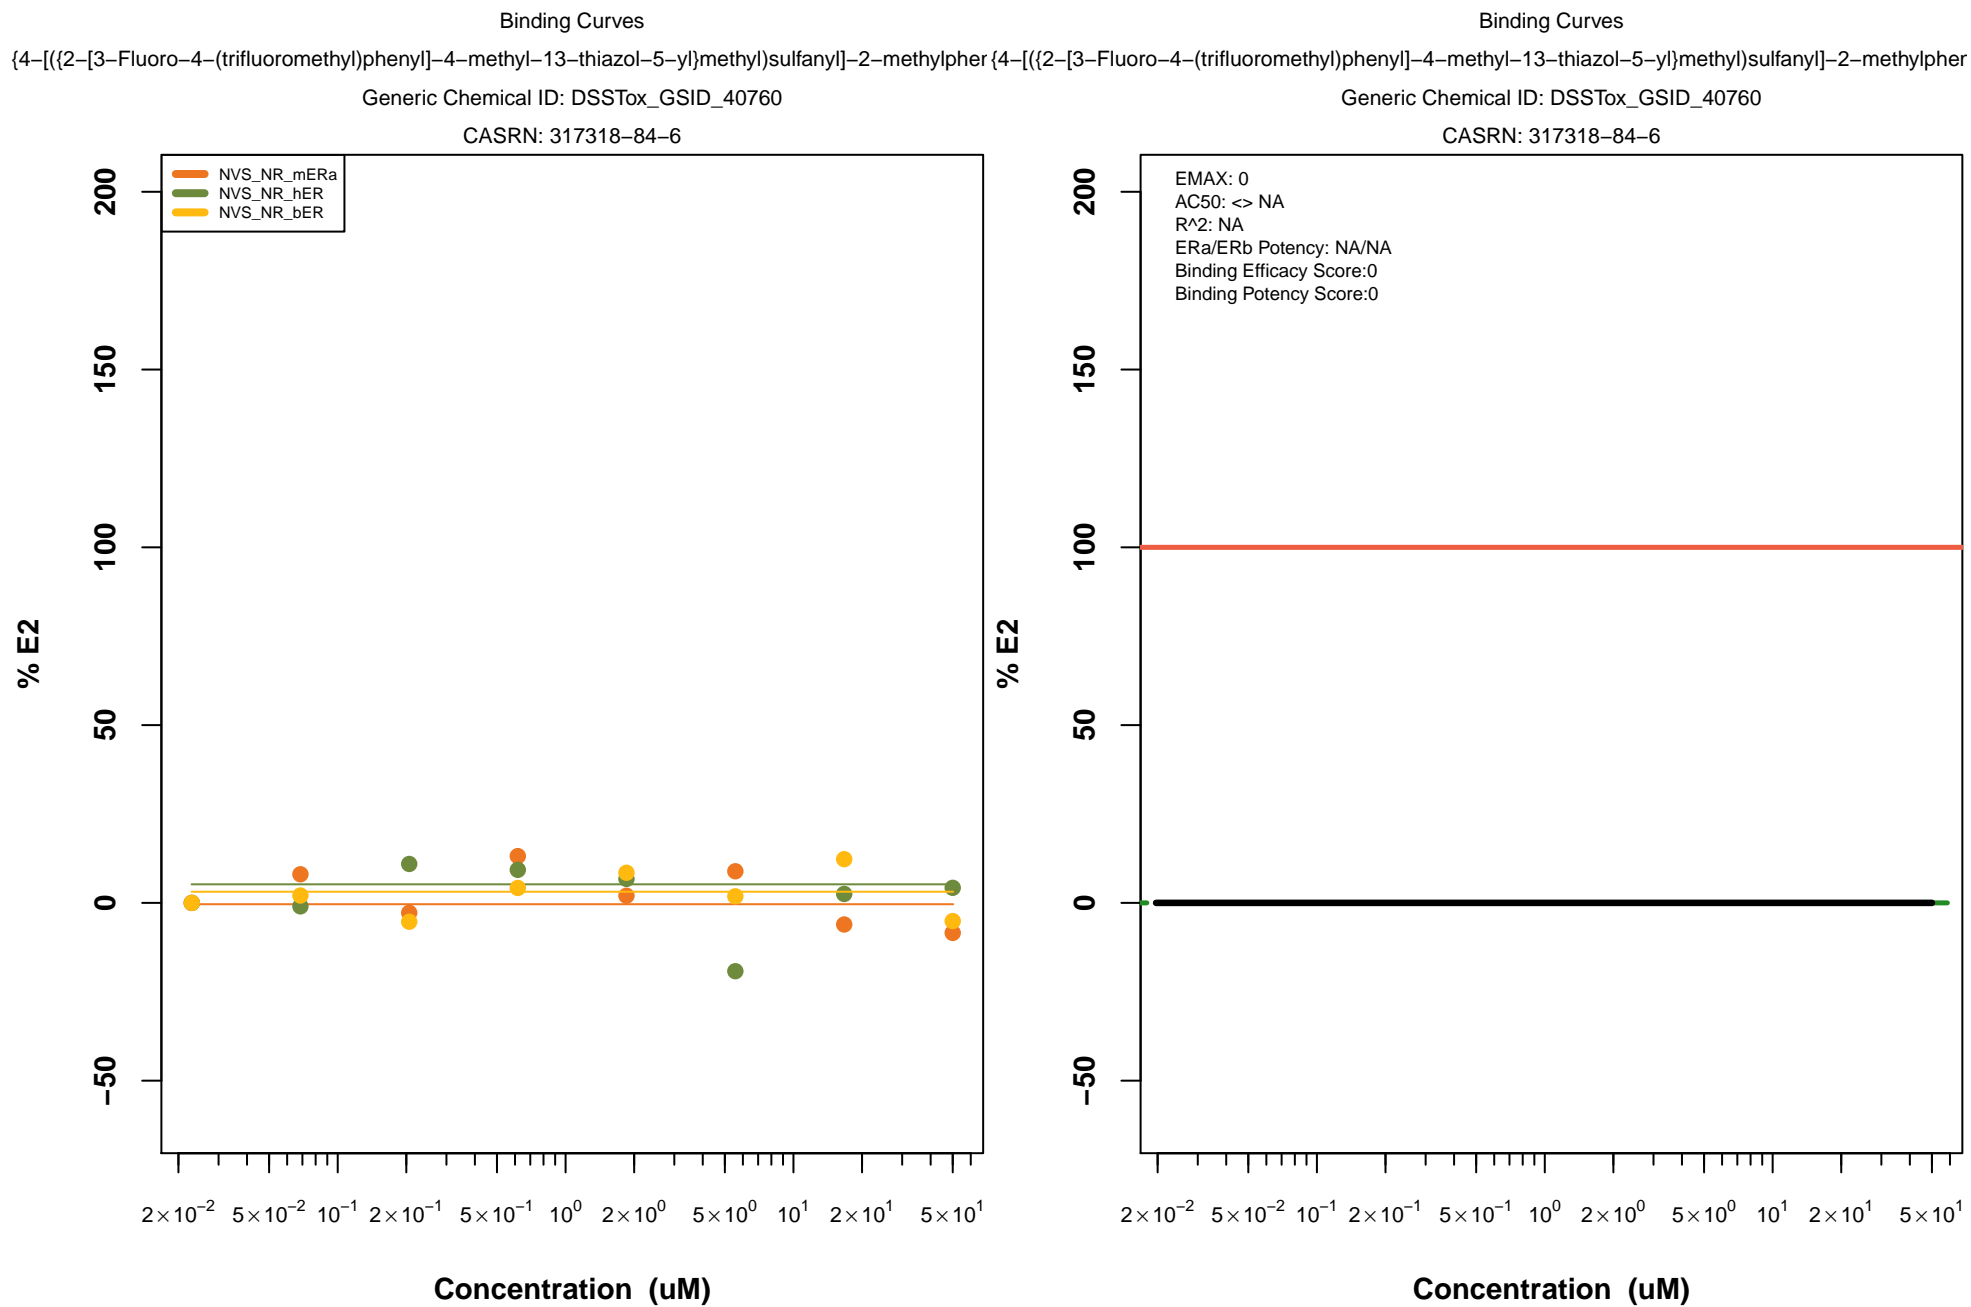 Binding Curves
{4−[({2−[3−Fluoro−4−(trifluoromethyl)phenyl]−4−methyl−13−thiazol−5−yl}methyl)sulfanyl]−2−methylpher
Generic Chemical ID: DSSTox_GSID_40760
CASRN: 317318−84−6
NVS_NR_mERa
NVS_NR_hER
NVS_NR_bER
200
150
100
50
0
−50
% E2
2×10⁻² 5×10⁻² 10⁻¹ 2×10⁻¹ 5×10⁻¹ 10⁰ 2×10⁰ 5×10⁰ 10¹ 2×10¹ 5×10¹
Concentration (uM)
Binding Curves
{4−[({2−[3−Fluoro−4−(trifluoromethyl)phenyl]−4−methyl−13−thiazol−5−yl}methyl)sulfanyl]−2−methylpher
Generic Chemical ID: DSSTox_GSID_40760
CASRN: 317318−84−6
EMAX: 0
AC50: <> NA
R^2: NA
ERa/ERb Potency: NA/NA
Binding Efficacy Score:0
Binding Potency Score:0
200
150
100
50
0
−50
% E2
2×10⁻² 5×10⁻² 10⁻¹ 2×10⁻¹ 5×10⁻¹ 10⁰ 2×10⁰ 5×10⁰ 10¹ 2×10¹ 5×10¹
Concentration (uM)